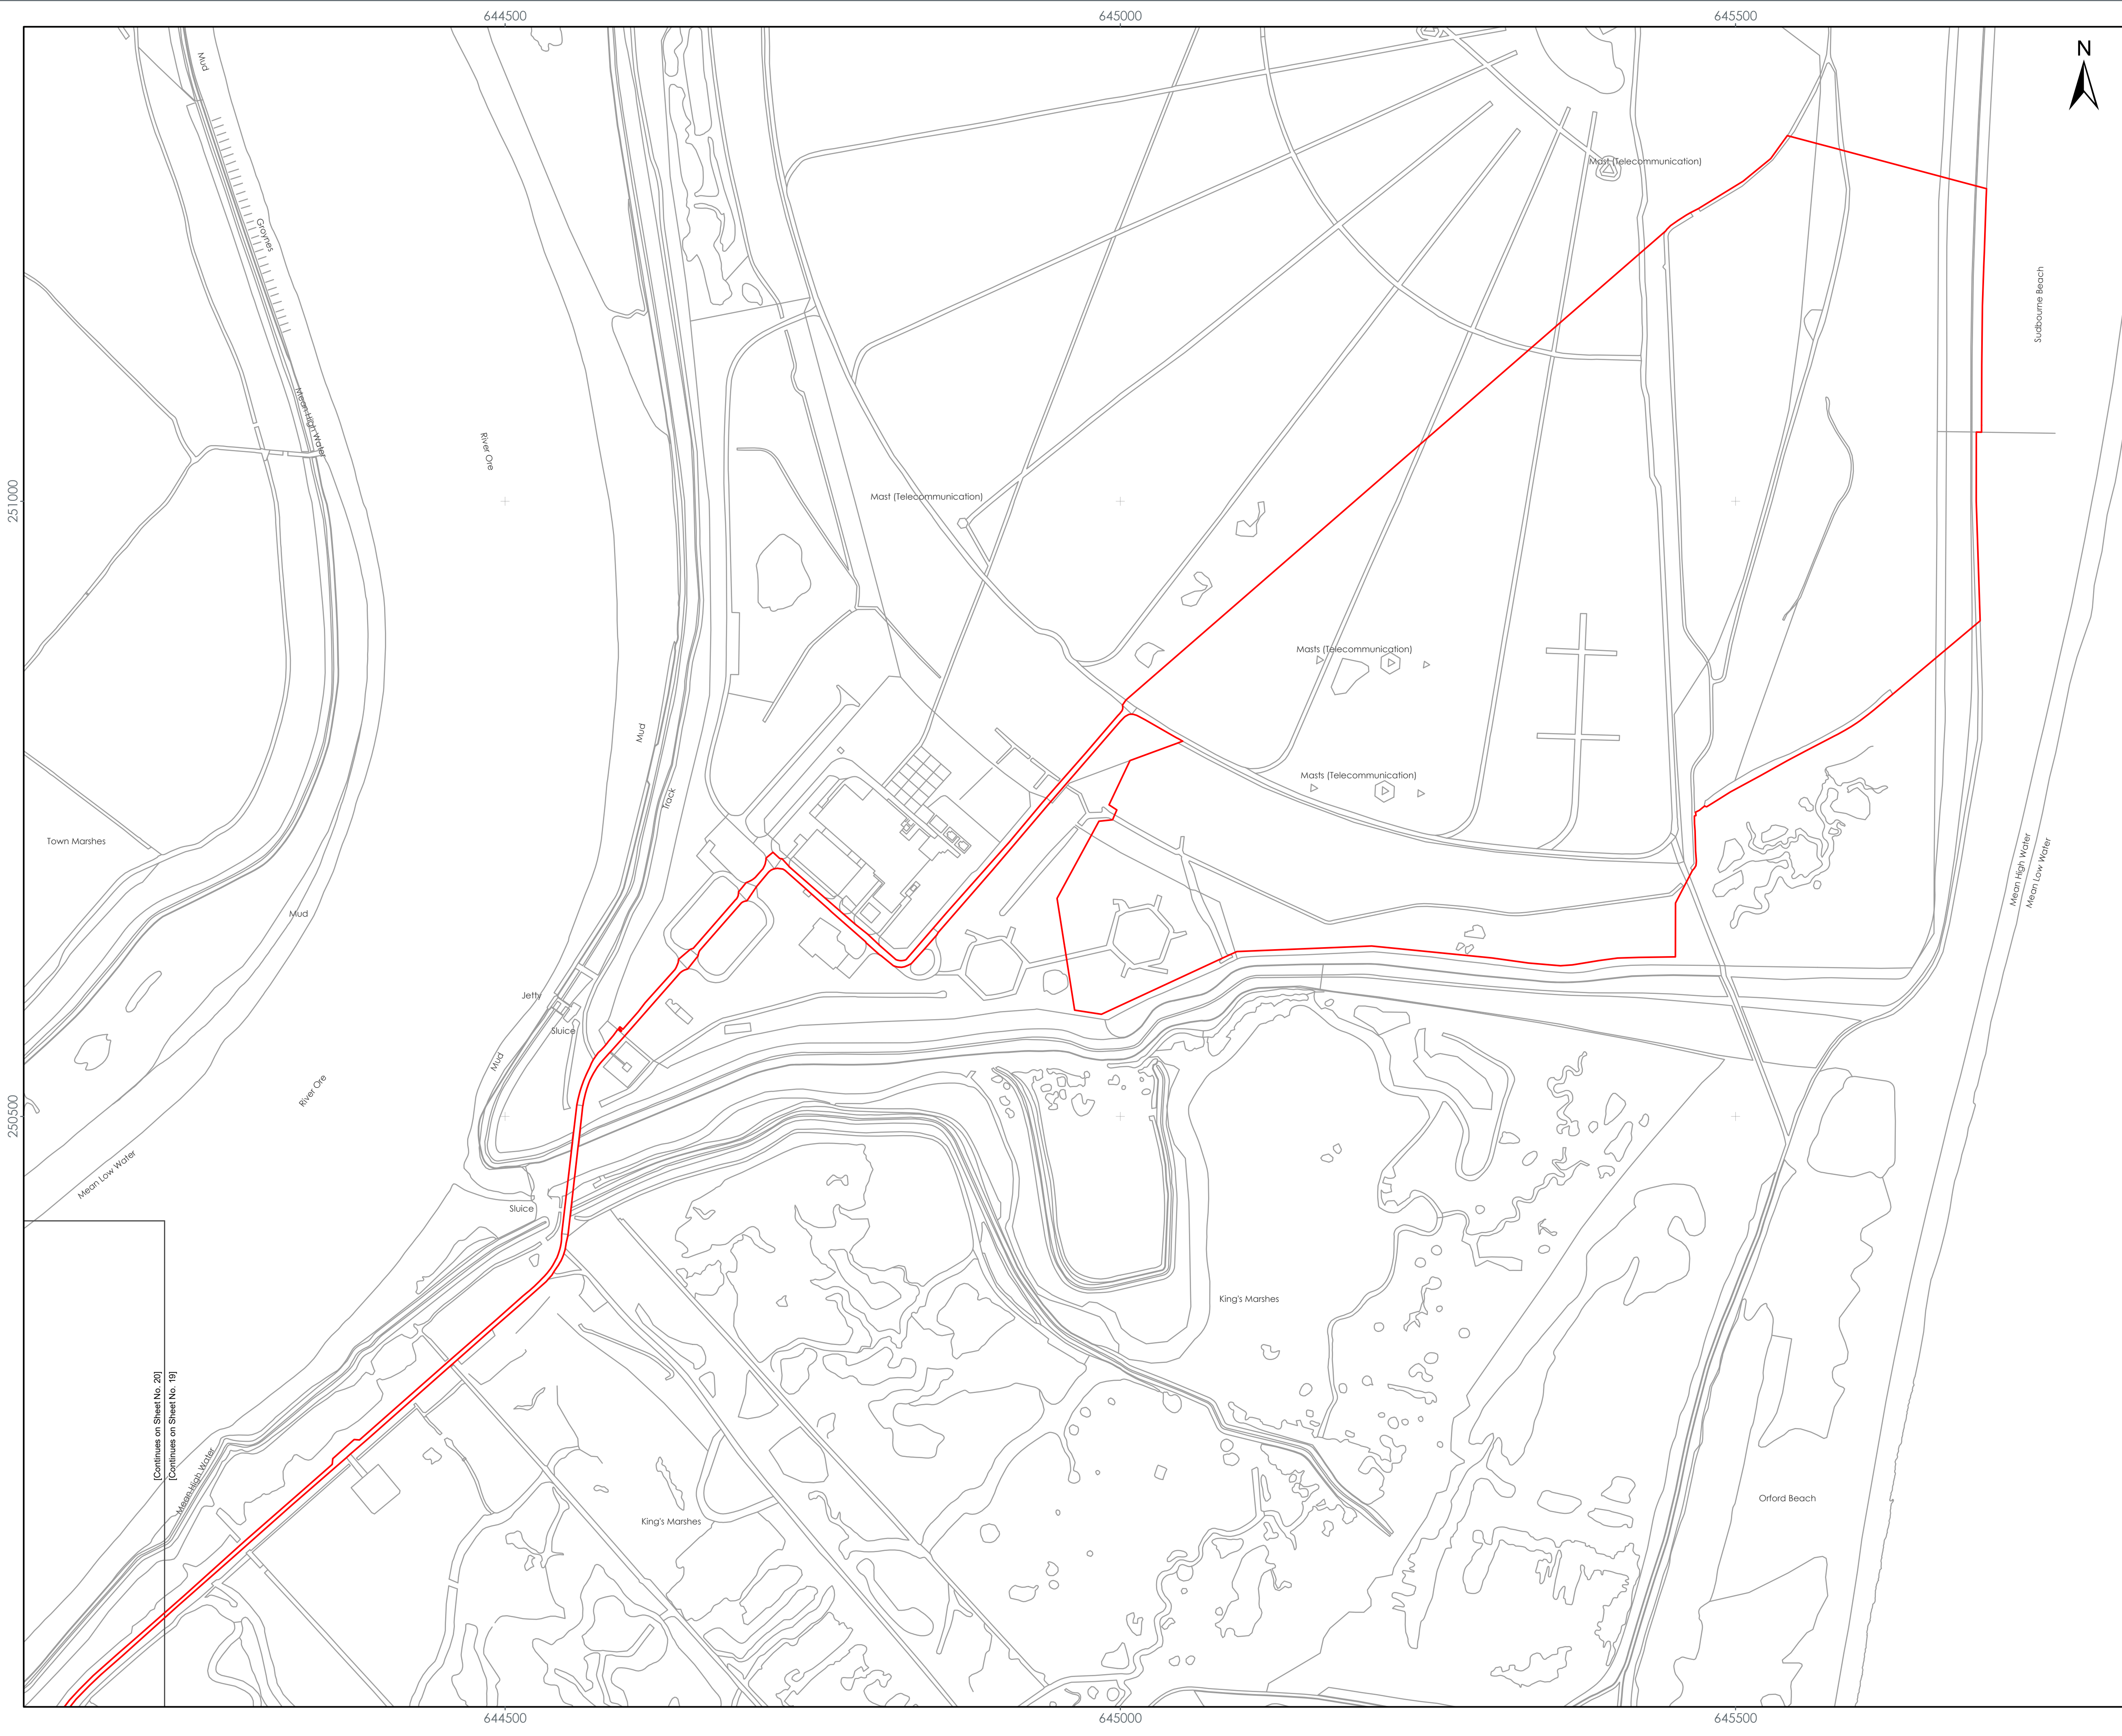 644500
645000
645500
N
Mud
Groynes
Mast (Telecommunication)
Sudbourne Beach
Mean High Water
River Ore
Mast (Telecommunication)
251000
Masts (Telecommunication)
Mud
Masts (Telecommunication)
Track
Town Marshes
Mean High Water
Mean Low Water
Mud
Jetty
Sluice
Mud
River Ore
250500
Mean Low Water
Sluice
King's Marshes
[Continues on Sheet No. 20]
[Continues on Sheet No. 19]
Mean High Water
Orford Beach
King's Marshes
644500
645000
645500